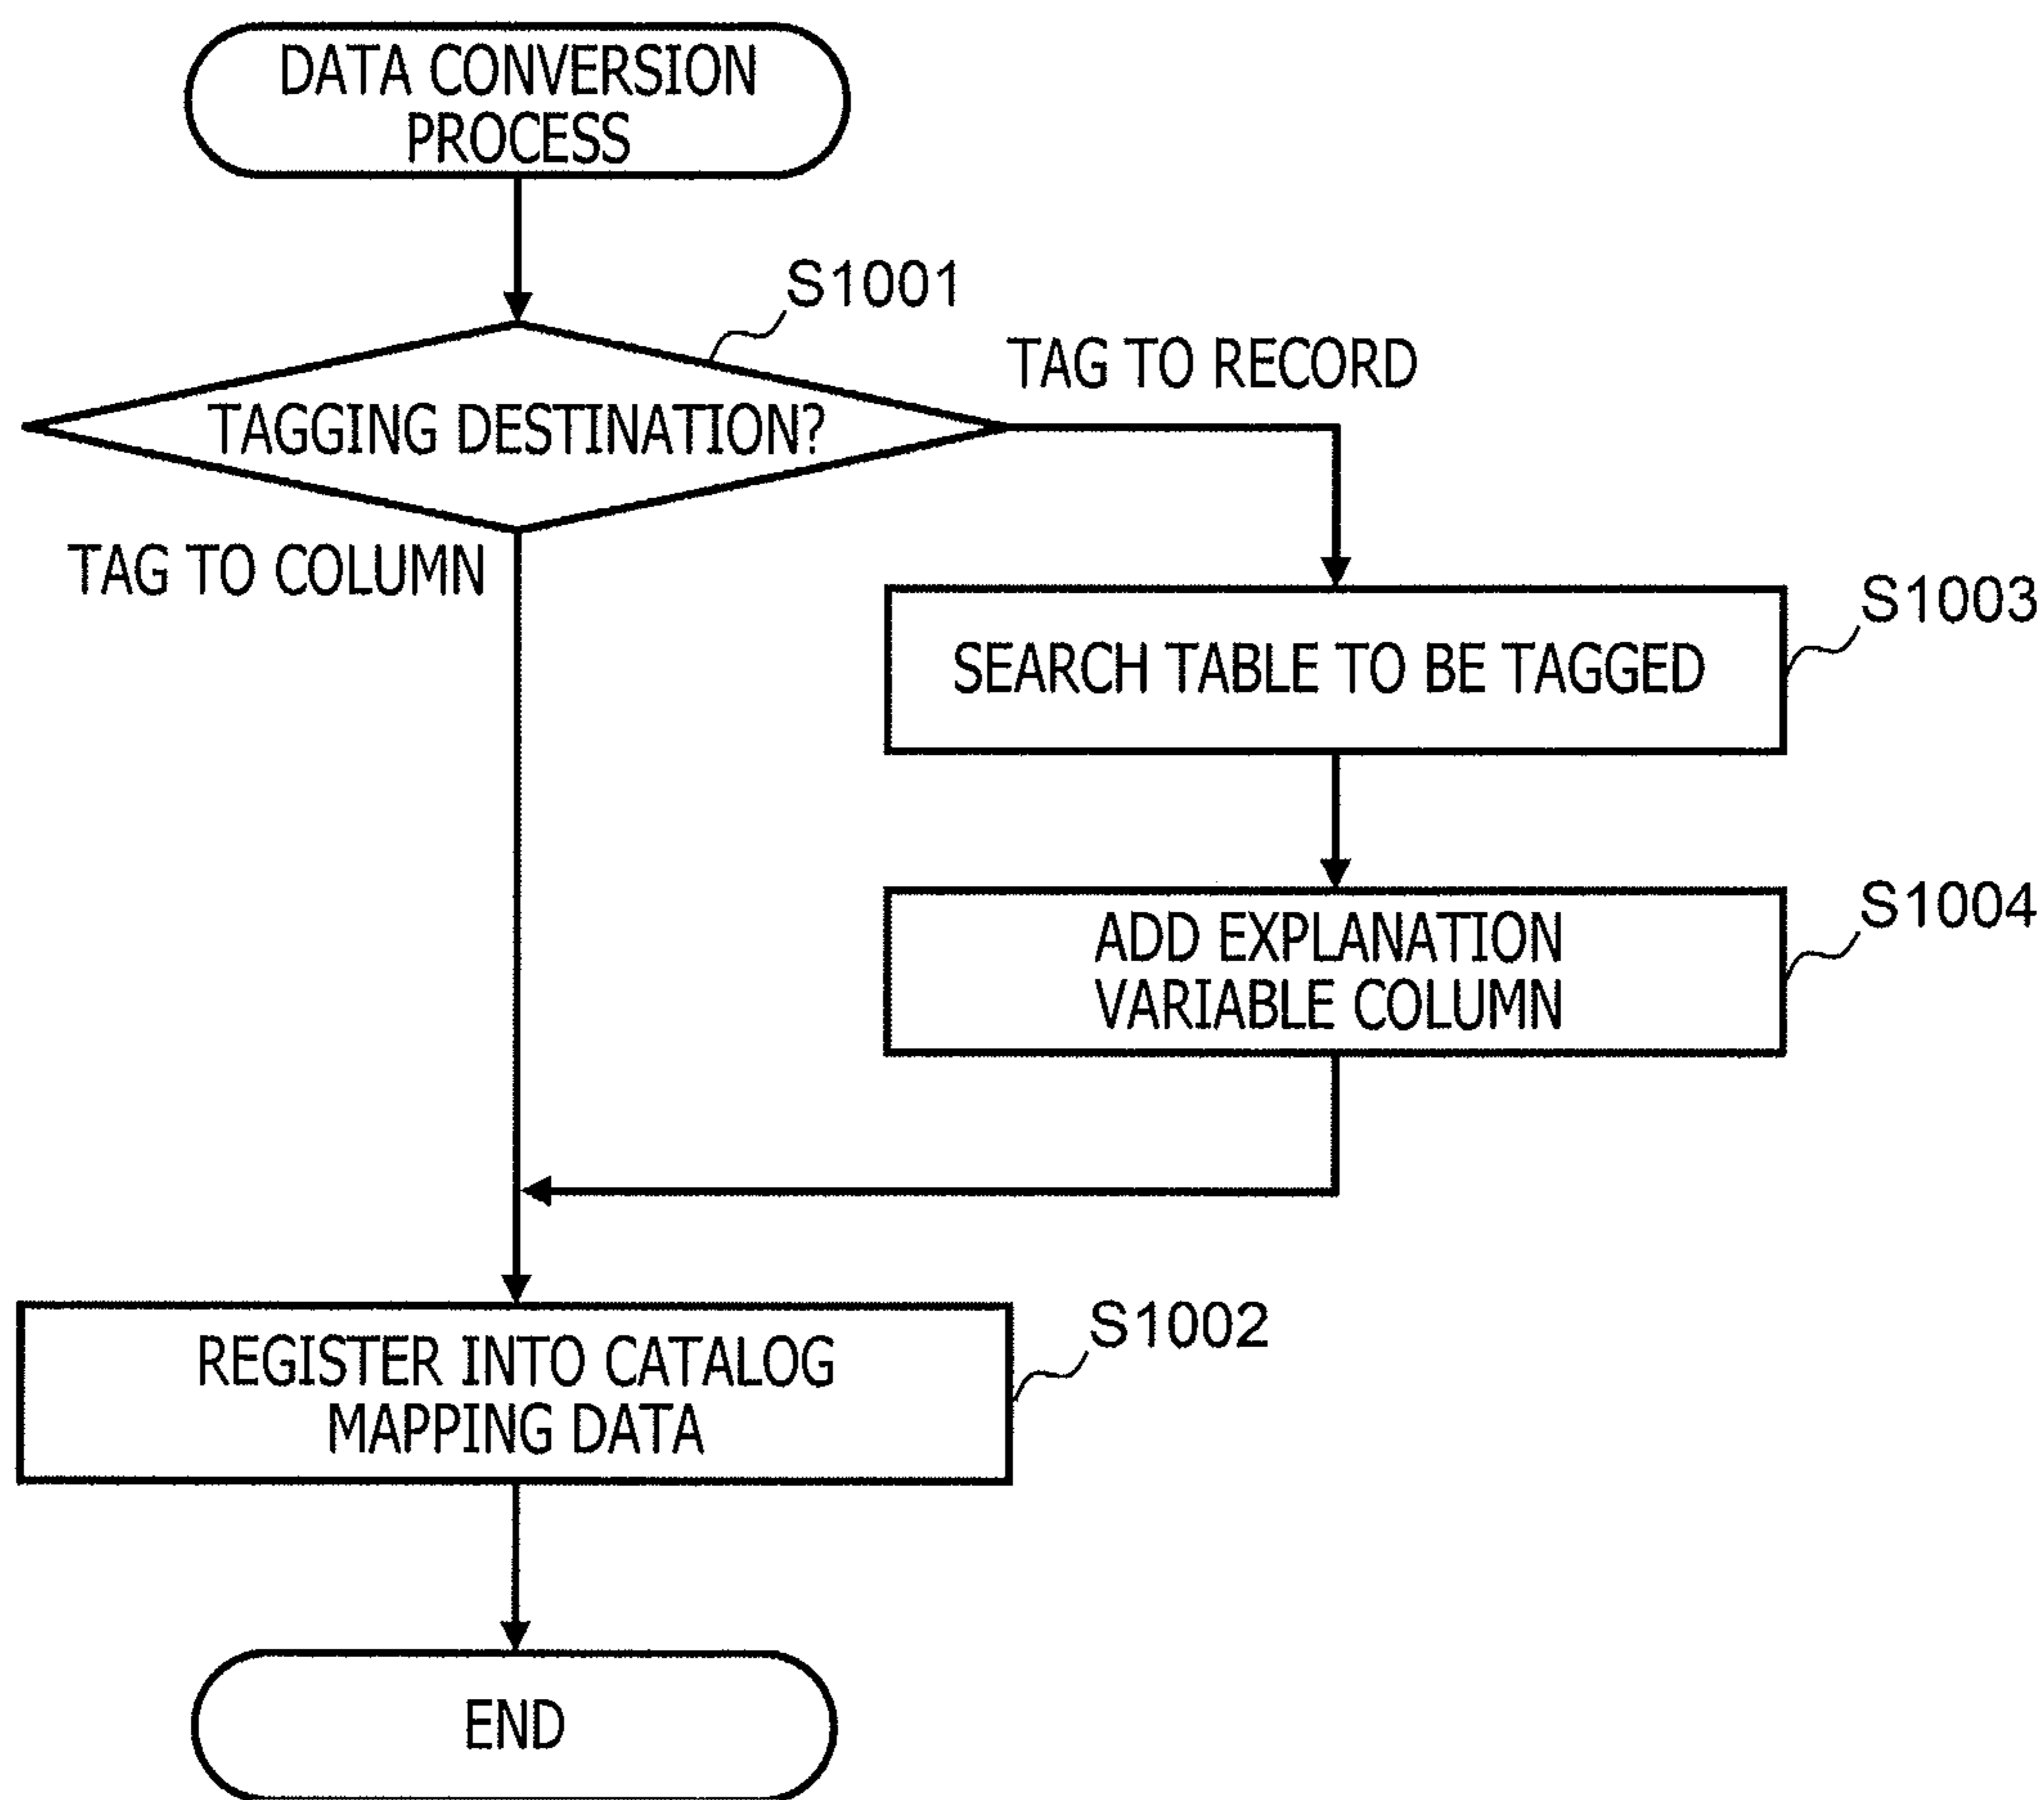 DATA CONVERSION
PROCESS
S1001
TAG TO RECORD
TAGGING DESTINATION?
TAG TO COLUMN
S1003
SEARCH TABLE TO BE TAGGED
S1004
ADD EXPLANATION
VARIABLE COLUMN
S1002
REGISTER INTO CATALOG
MAPPING DATA
END